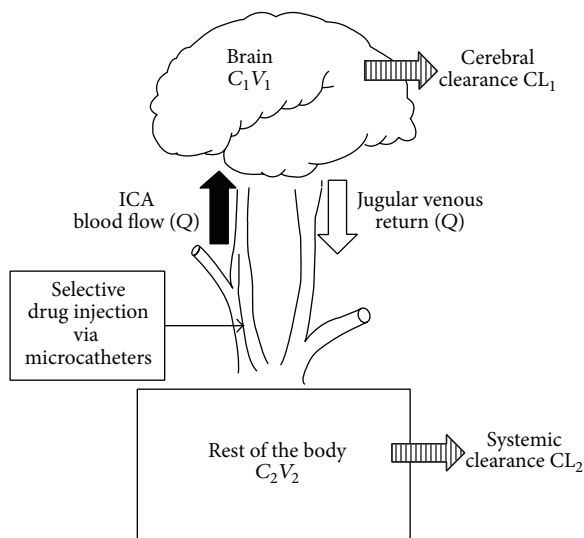 Brain
C₁V₁
Cerebral
clearance CL₁
ICA
blood flow (Q)
Jugular venous
return (Q)
Selective
drug injection
via
microcatheters
Rest of the body
C₂V₂
Systemic
clearance CL₂